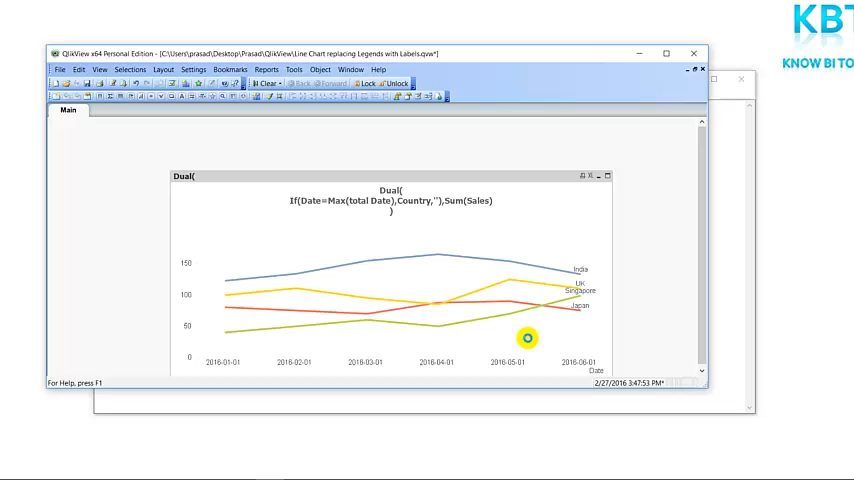 KBT
KNOW BI TO
QlikView x64 Personal Edition - [C:\Users\prasad\Desktop\Prasad\QlikView\Line Chart replacing Legends with Labels.qvw*]
File Edit View Selections Layout Settings Bookmarks Reports Tools Object Window Help
Clear Back Forward Lock Unlock
Main
Dual(
Dual(
If(Date=Max(total Date),Country,''),Sum(Sales)
)
150
India
UK
100
Singapore
Japan
50
0
2016-01-01 2016-02-01 2016-03-01 2016-04-01 2016-05-01 2016-06-01
Date
For Help, press F1
2/27/2016 3:47:53 PM*